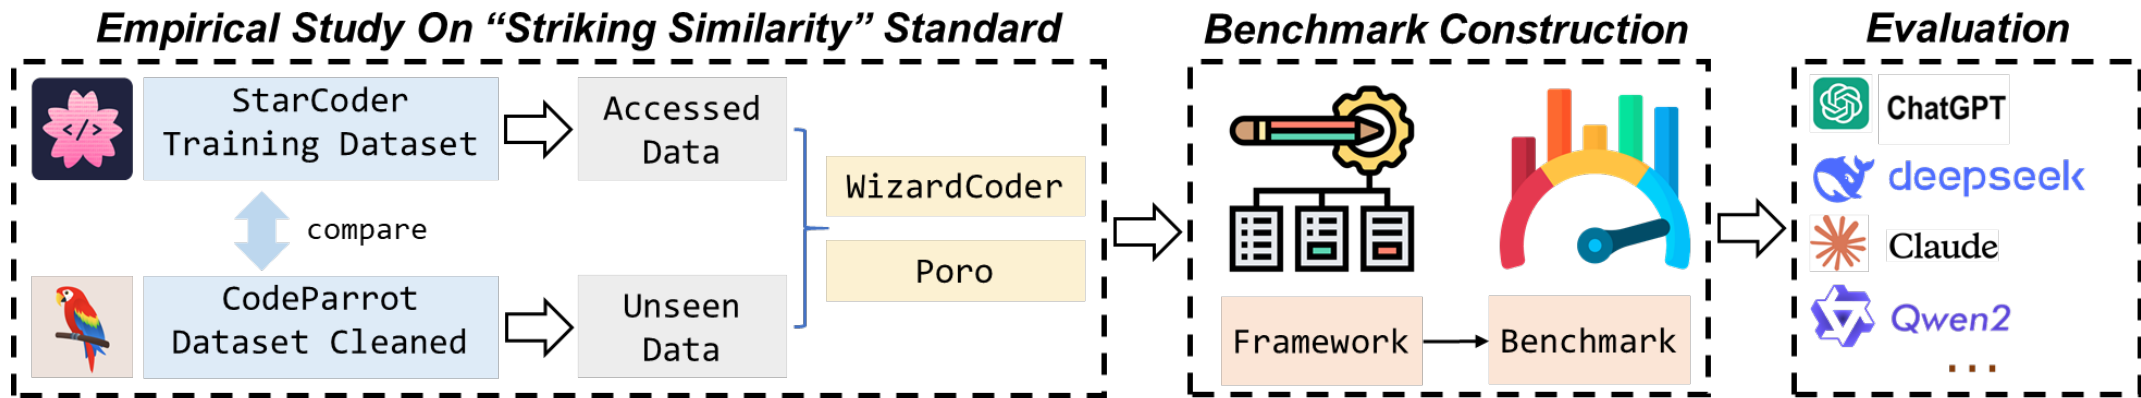 Empirical Study On “Striking Similarity” Standard
StarCoder
Training Dataset
Accessed
Data
compare
CodeParrot
Dataset Cleaned
Unseen
Data
WizardCoder
Poro
Benchmark Construction
Framework
Benchmark
Evaluation
ChatGPT
deepseek
Claude
Qwen2
...